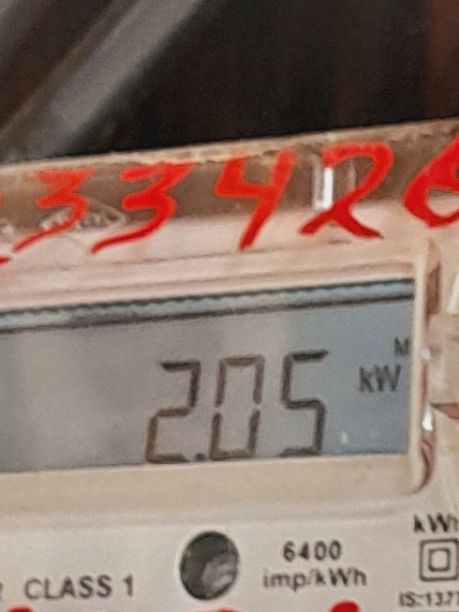 33426
M
2.05 kW
kWh
6400
imp/kWh
CLASS 1